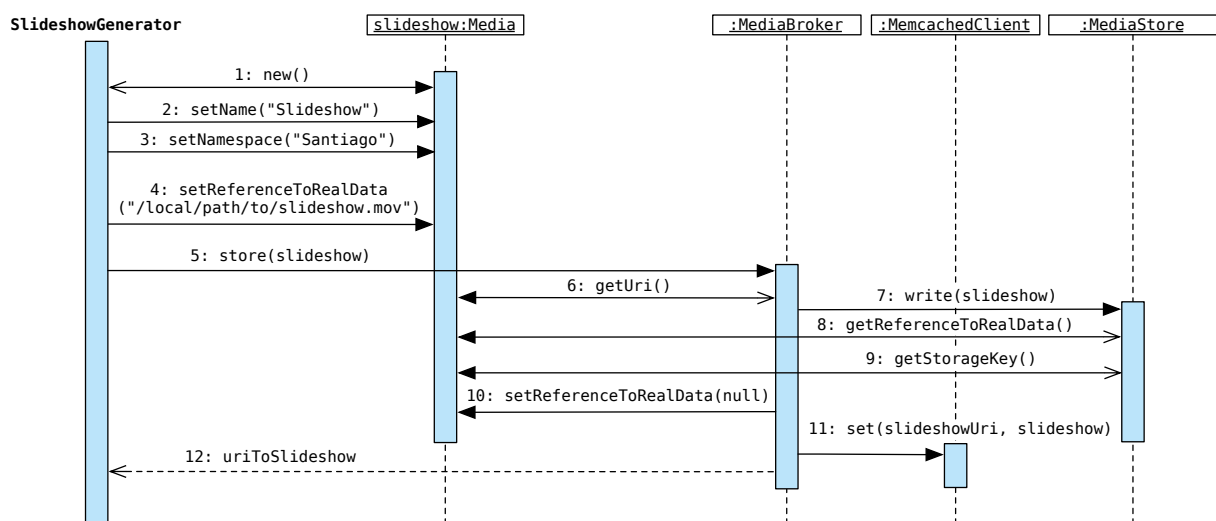 SlideshowGenerator
slideshow:Media
:MediaBroker
:MemcachedClient
:MediaStore
1: new()
2: setName("Slideshow")
3: setNamespace("Santiago")
4: setReferenceToRealData
("/local/path/to/slideshow.mov")
5: store(slideshow)
6: getUri()
7: write(slideshow)
8: getReferenceToRealData()
9: getStorageKey()
10: setReferenceToRealData(null)
11: set(slideshowUri, slideshow)
12: uriToSlideshow